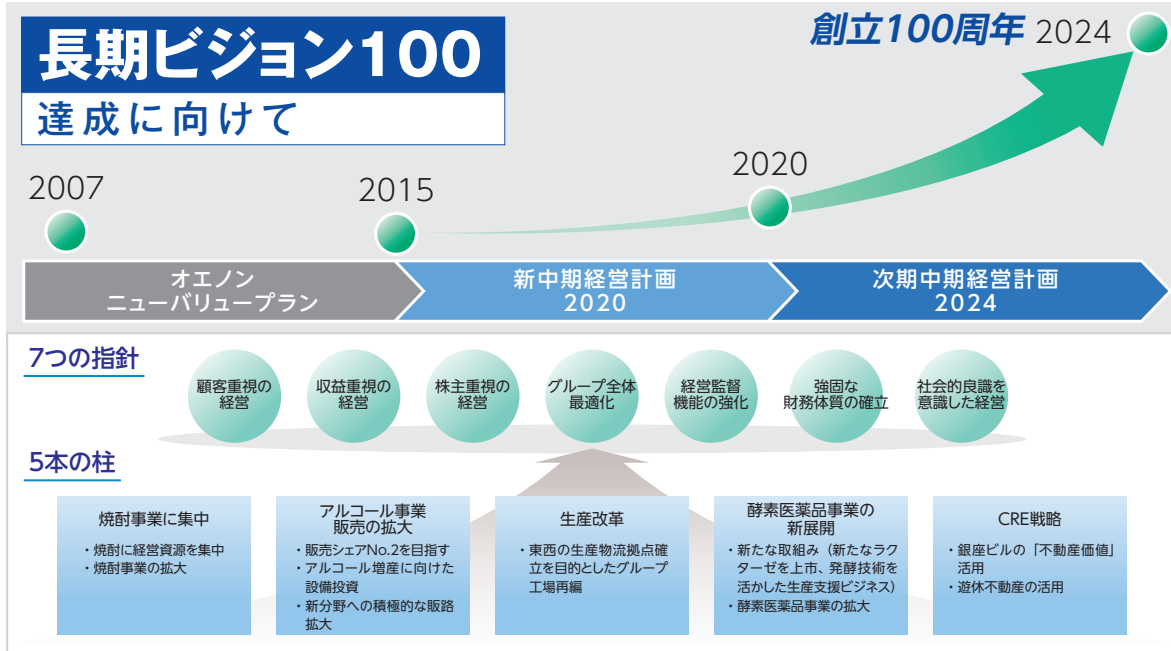 長期ビジョン100
達成に向けて
創立100周年 2024
2007
2015
2020
オエノン
ニューバリュープラン
新中期経営計画
2020
次期中期経営計画
2024
7つの指針
顧客重視の
経営
収益重視の
経営
株主重視の
経営
グループ全体
最適化
経営監督
機能の強化
強固な
財務体質の確立
社会的良識を
意識した経営
5本の柱
焼酎事業に集中
・焼酎に経営資源を集中
・焼酎事業の拡大
アルコール事業
販売の拡大
・販売シェアNo.2を目指す
・アルコール増産に向けた
設備投資
・新分野への積極的な販路
拡大
生産改革
・東西の生産物流拠点確
立を目的としたグループ
工場再編
酵素医薬品事業の
新展開
・新たな取組み（新たなラク
ターゼを上市、発酵技術を
活かした生産支援ビジネス）
・酵素医薬品事業の拡大
CRE戦略
・銀座ビルの「不動産価値」
活用
・遊休不動産の活用